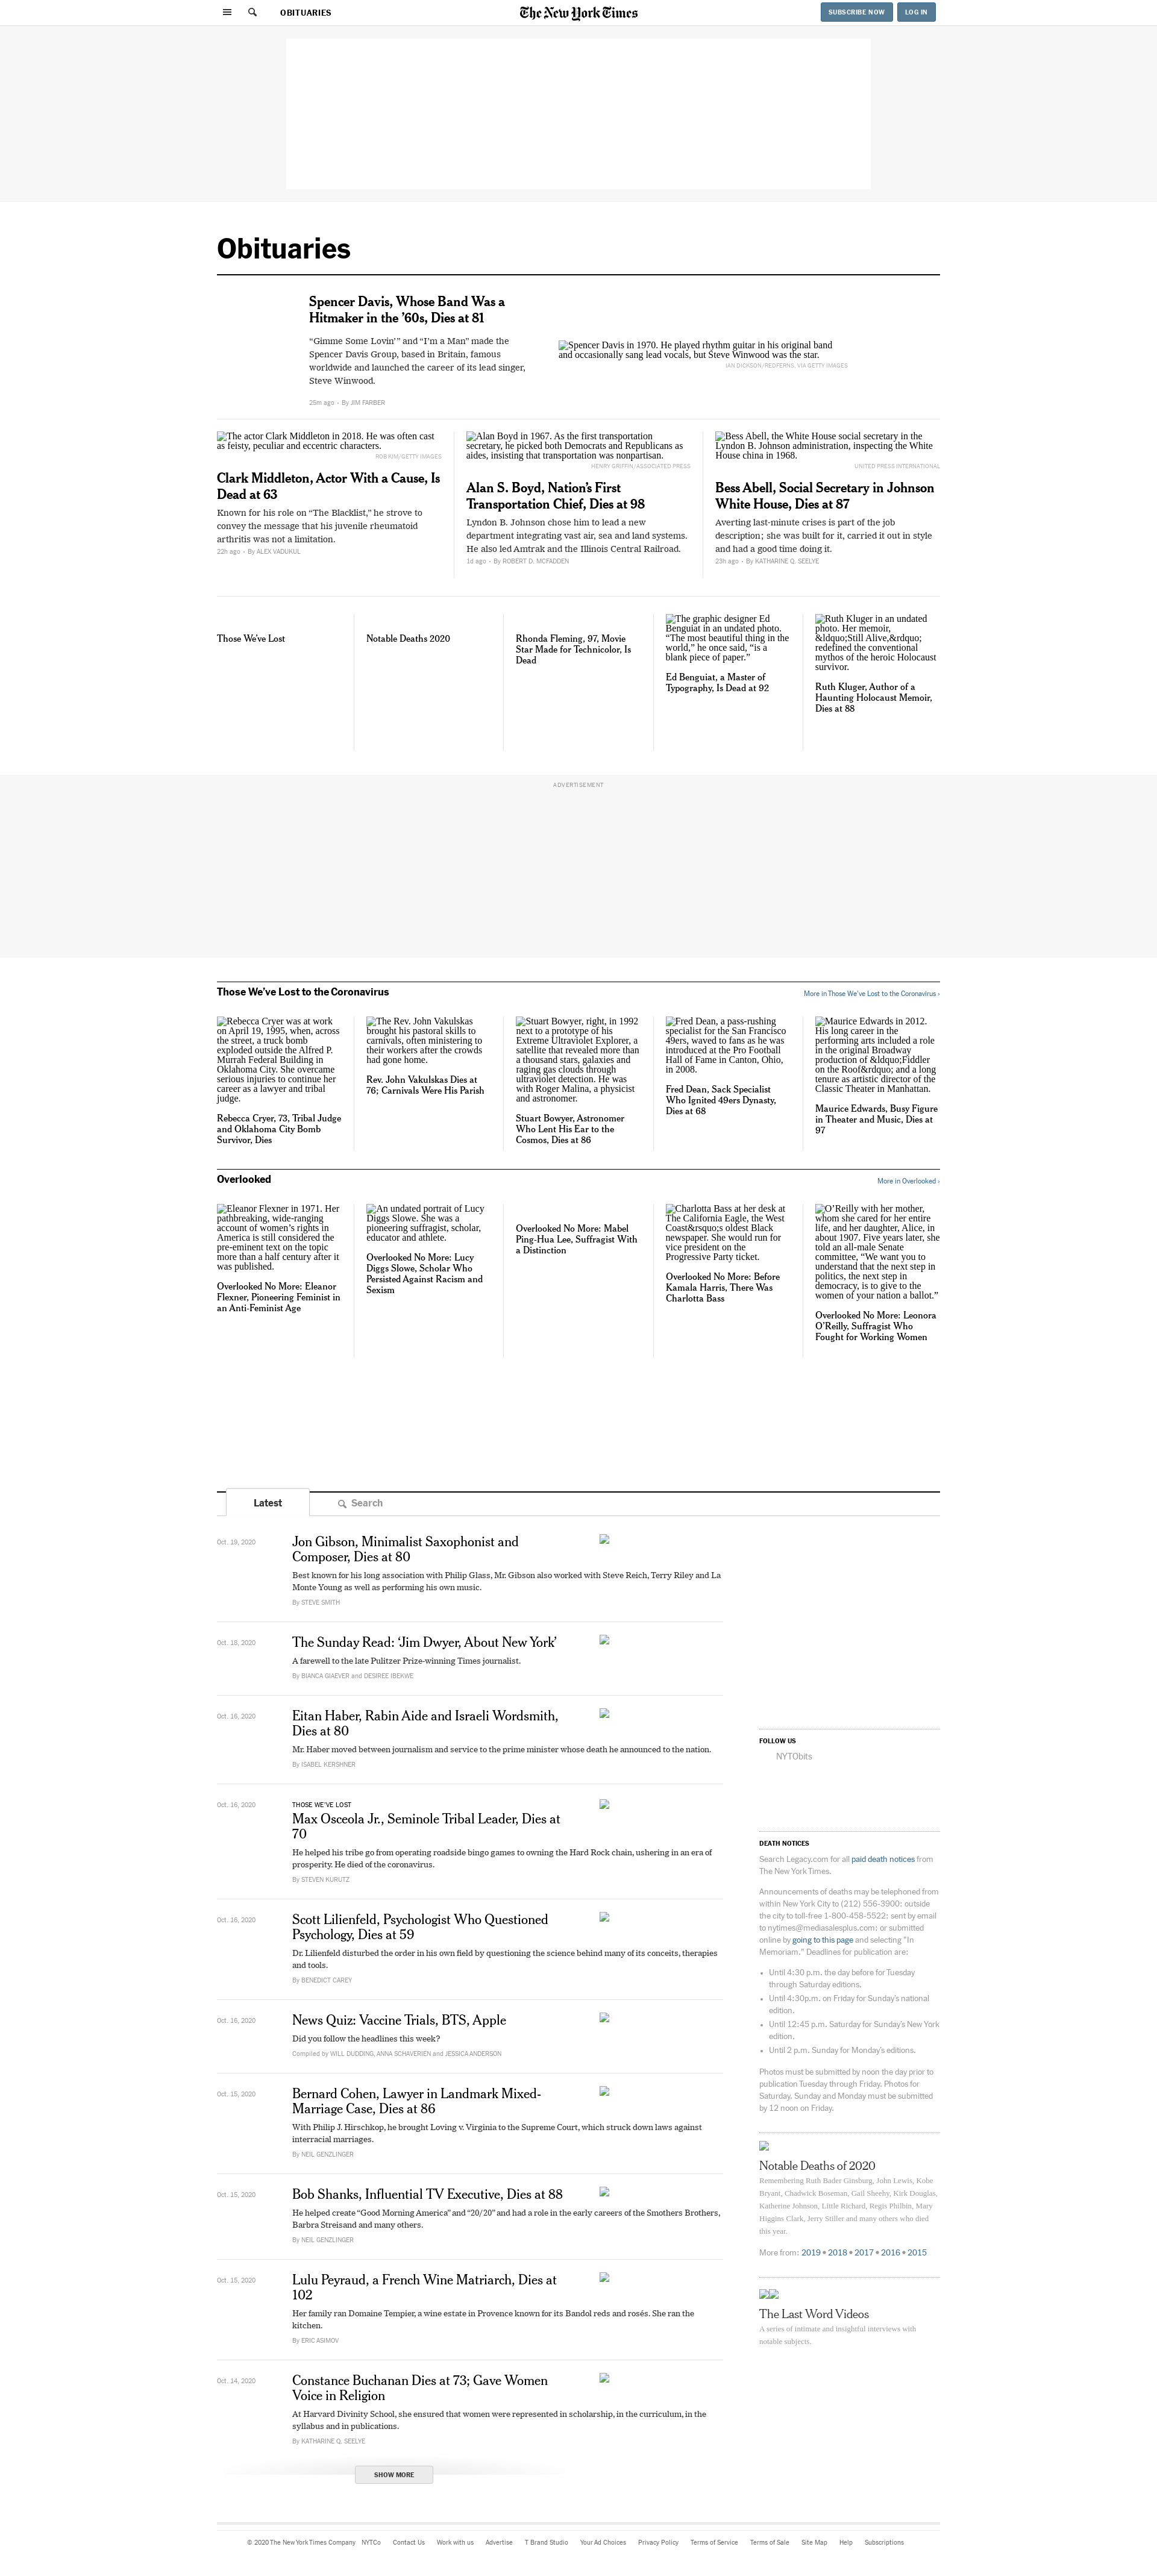 OBITUARIES
The New York Times
SUBSCRIBE NOW
LOG IN
Obituaries
Spencer Davis, Whose Band Was a
Hitmaker in the ’60s, Dies at 81
“Gimme Some Lovin’” and “I’m a Man” made the
Spencer Davis Group, based in Britain, famous
worldwide and launched the career of its lead singer,
Steve Winwood.
25m ago - By JIM FARBER
Spencer Davis in 1970. He played rhythm guitar in his original band
and occasionally sang lead vocals, but Steve Winwood was the star.
IAN DICKSON/REDFERNS, VIA GETTY IMAGES
The actor Clark Middleton in 2018. He was often cast
as feisty, peculiar and eccentric characters.
ROB KIM/GETTY IMAGES
Clark Middleton, Actor With a Cause, Is
Dead at 63
Known for his role on “The Blacklist,” he strove to
convey the message that his juvenile rheumatoid
arthritis was not a limitation.
22h ago - By ALEX VADUKUL
Alan Boyd in 1967. As the first transportation
secretary, he picked both Democrats and Republicans as
aides, insisting that transportation was nonpartisan.
HENRY GRIFFIN/ASSOCIATED PRESS
Alan S. Boyd, Nation’s First
Transportation Chief, Dies at 98
Lyndon B. Johnson chose him to lead a new
department integrating vast air, sea and land systems.
He also led Amtrak and the Illinois Central Railroad.
1d ago - By ROBERT D. MCFADDEN
Bess Abell, the White House social secretary in the
Lyndon B. Johnson administration, inspecting the White
House china in 1968.
UNITED PRESS INTERNATIONAL
Bess Abell, Social Secretary in Johnson
White House, Dies at 87
Averting last-minute crises is part of the job
description; she was built for it, carried it out in style
and had a good time doing it.
23h ago - By KATHARINE Q. SEELYE
Those We’ve Lost
Notable Deaths 2020
Rhonda Fleming, 97, Movie
Star Made for Technicolor, Is
Dead
The graphic designer Ed
Benguiat in an undated photo.
“The most beautiful thing in the
world,” he once said, “is a
blank piece of paper.”
Ed Benguiat, a Master of
Typography, Is Dead at 92
Ruth Kluger in an undated
photo. Her memoir,
&ldquo;Still Alive,&rdquo;
redefined the conventional
mythos of the heroic Holocaust
survivor.
Ruth Kluger, Author of a
Haunting Holocaust Memoir,
Dies at 88
ADVERTISEMENT
Those We’ve Lost to the Coronavirus
More in Those We’ve Lost to the Coronavirus ›
Rebecca Cryer was at work
on April 19, 1995, when, across
the street, a truck bomb
exploded outside the Alfred P.
Murrah Federal Building in
Oklahoma City. She overcame
serious injuries to continue her
career as a lawyer and tribal
judge.
Rebecca Cryer, 73, Tribal Judge
and Oklahoma City Bomb
Survivor, Dies
The Rev. John Vakulskas
brought his pastoral skills to
carnivals, often ministering to
their workers after the crowds
had gone home.
Rev. John Vakulskas Dies at
76; Carnivals Were His Parish
Stuart Bowyer, right, in 1992
next to a prototype of his
Extreme Ultraviolet Explorer, a
satellite that revealed more than
a thousand stars, galaxies and
raging gas clouds through
ultraviolet detection. He was
with Roger Malina, a physicist
and astronomer.
Stuart Bowyer, Astronomer
Who Lent His Ear to the
Cosmos, Dies at 86
Fred Dean, a pass-rushing
specialist for the San Francisco
49ers, waved to fans as he was
introduced at the Pro Football
Hall of Fame in Canton, Ohio,
in 2008.
Fred Dean, Sack Specialist
Who Ignited 49ers Dynasty,
Dies at 68
Maurice Edwards in 2012.
His long career in the
performing arts included a role
in the original Broadway
production of &ldquo;Fiddler
on the Roof&rdquo; and a long
tenure as artistic director of the
Classic Theater in Manhattan.
Maurice Edwards, Busy Figure
in Theater and Music, Dies at
97
Overlooked
More in Overlooked ›
Eleanor Flexner in 1971. Her
pathbreaking, wide-ranging
account of women’s rights in
America is still considered the
pre-eminent text on the topic
more than a half century after it
was published.
Overlooked No More: Eleanor
Flexner, Pioneering Feminist in
an Anti-Feminist Age
An undated portrait of Lucy
Diggs Slowe. She was a
pioneering suffragist, scholar,
educator and athlete.
Overlooked No More: Lucy
Diggs Slowe, Scholar Who
Persisted Against Racism and
Sexism
Overlooked No More: Mabel
Ping-Hua Lee, Suffragist With
a Distinction
Charlotta Bass at her desk at
The California Eagle, the West
Coast&rsquo;s oldest Black
newspaper. She would run for
vice president on the
Progressive Party ticket.
Overlooked No More: Before
Kamala Harris, There Was
Charlotta Bass
O’Reilly with her mother,
whom she cared for her entire
life, and her daughter, Alice, in
about 1907. Five years later, she
told an all-male Senate
committee, “We want you to
understand that the next step in
politics, the next step in
democracy, is to give to the
women of your nation a ballot.”
Overlooked No More: Leonora
O’Reilly, Suffragist Who
Fought for Working Women
Latest
Search
Oct. 19, 2020
Jon Gibson, Minimalist Saxophonist and
Composer, Dies at 80
Best known for his long association with Philip Glass, Mr. Gibson also worked with Steve Reich, Terry Riley and La
Monte Young as well as performing his own music.
By STEVE SMITH
Oct. 18, 2020
The Sunday Read: ‘Jim Dwyer, About New York’
A farewell to the late Pulitzer Prize-winning Times journalist.
By BIANCA GIAEVER and DESIREE IBEKWE
Oct. 16, 2020
Eitan Haber, Rabin Aide and Israeli Wordsmith,
Dies at 80
Mr. Haber moved between journalism and service to the prime minister whose death he announced to the nation.
By ISABEL KERSHNER
Oct. 16, 2020
THOSE WE’VE LOST
Max Osceola Jr., Seminole Tribal Leader, Dies at
70
He helped his tribe go from operating roadside bingo games to owning the Hard Rock chain, ushering in an era of
prosperity. He died of the coronavirus.
By STEVEN KURUTZ
Oct. 16, 2020
Scott Lilienfeld, Psychologist Who Questioned
Psychology, Dies at 59
Dr. Lilienfeld disturbed the order in his own field by questioning the science behind many of its conceits, therapies
and tools.
By BENEDICT CAREY
Oct. 16, 2020
News Quiz: Vaccine Trials, BTS, Apple
Did you follow the headlines this week?
Compiled by WILL DUDDING, ANNA SCHAVERIEN and JESSICA ANDERSON
Oct. 15, 2020
Bernard Cohen, Lawyer in Landmark Mixed-
Marriage Case, Dies at 86
With Philip J. Hirschkop, he brought Loving v. Virginia to the Supreme Court, which struck down laws against
interracial marriages.
By NEIL GENZLINGER
Oct. 15, 2020
Bob Shanks, Influential TV Executive, Dies at 88
He helped create “Good Morning America” and “20/20” and had a role in the early careers of the Smothers Brothers,
Barbra Streisand and many others.
By NEIL GENZLINGER
Oct. 15, 2020
Lulu Peyraud, a French Wine Matriarch, Dies at
102
Her family ran Domaine Tempier, a wine estate in Provence known for its Bandol reds and rosés. She ran the
kitchen.
By ERIC ASIMOV
Oct. 14, 2020
Constance Buchanan Dies at 73; Gave Women
Voice in Religion
At Harvard Divinity School, she ensured that women were represented in scholarship, in the curriculum, in the
syllabus and in publications.
By KATHARINE Q. SEELYE
SHOW MORE
FOLLOW US
NYTObits
DEATH NOTICES
Search Legacy.com for all paid death notices from
The New York Times.
Announcements of deaths may be telephoned from
within New York City to (212) 556-3900; outside
the city to toll-free 1-800-458-5522; sent by email
to nytimes@mediasalesplus.com; or submitted
online by going to this page and selecting "In
Memoriam." Deadlines for publication are:
• Until 4:30 p.m. the day before for Tuesday
through Saturday editions.
• Until 4:30p.m. on Friday for Sunday’s national
edition.
• Until 12:45 p.m. Saturday for Sunday’s New York
edition.
• Until 2 p.m. Sunday for Monday’s editions.
Photos must be submitted by noon the day prior to
publication Tuesday through Friday. Photos for
Saturday, Sunday and Monday must be submitted
by 12 noon on Friday.
Notable Deaths of 2020
Remembering Ruth Bader Ginsburg, John Lewis, Kobe
Bryant, Chadwick Boseman, Gail Sheehy, Kirk Douglas,
Katherine Johnson, Little Richard, Regis Philbin, Mary
Higgins Clark, Jerry Stiller and many others who died
this year.
More from: 2019 • 2018 • 2017 • 2016 • 2015
The Last Word Videos
A series of intimate and insightful interviews with
notable subjects.
© 2020 The New York Times Company NYTCo Contact Us Work with us Advertise T Brand Studio Your Ad Choices Privacy Policy Terms of Service Terms of Sale Site Map Help Subscriptions